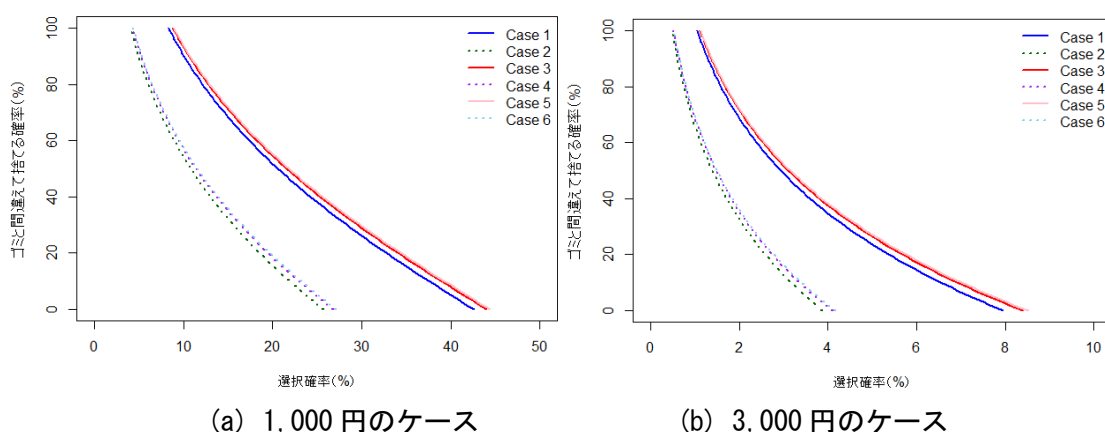 ゴミと間違えて捨てる確率(%)
100
80
60
40
20
0
Case 1
Case 2
Case 3
Case 4
Case 5
Case 6
0 10 20 30 40 50
選択確率(%)
(a) 1,000 円のケース
ゴミと間違えて捨てる確率(%)
100
80
60
40
20
0
Case 1
Case 2
Case 3
Case 4
Case 5
Case 6
0 2 4 6 8 10
選択確率(%)
(b) 3,000 円のケース